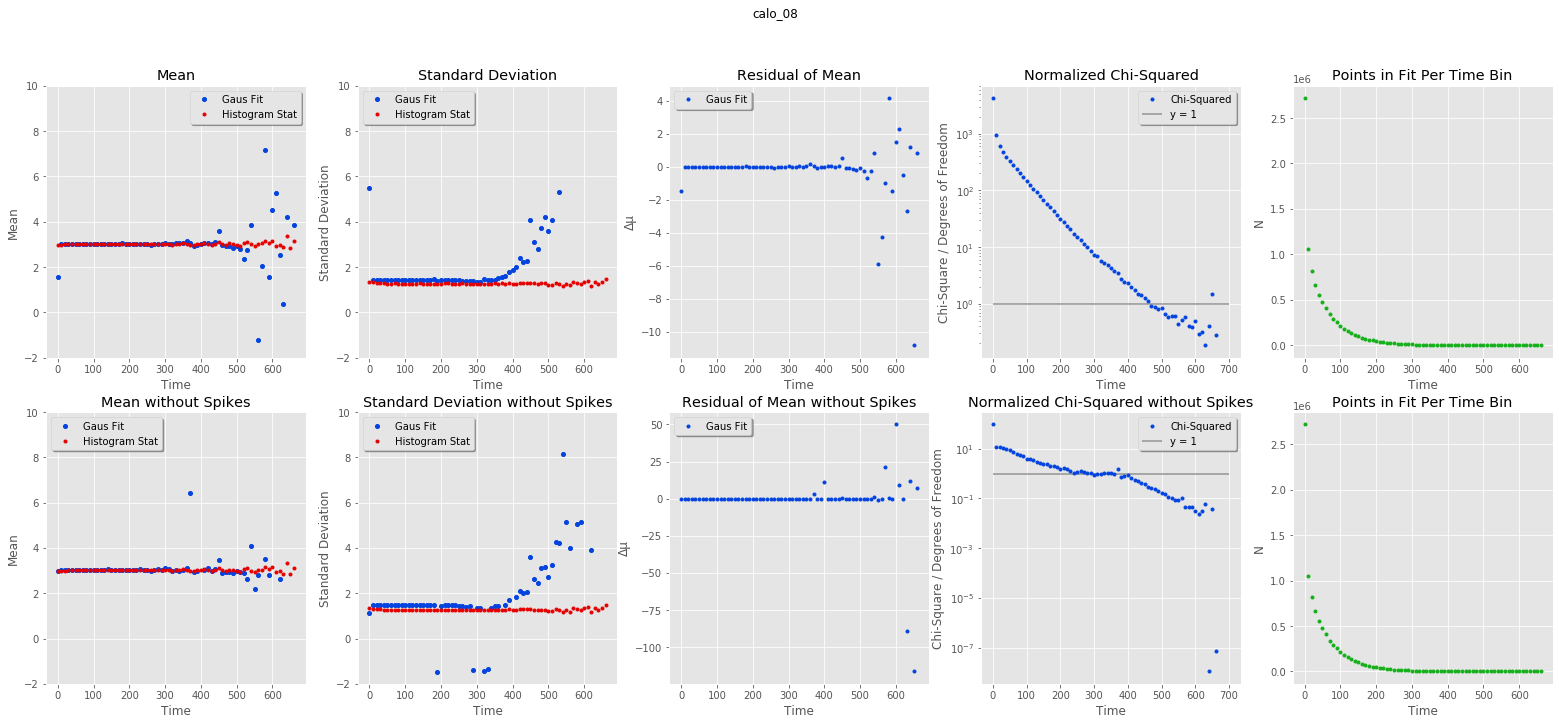 calo_08
Mean
Mean
10
8
6
4
2
0
−2
0 100 200 300 400 500 600
Time
Gaus Fit
Histogram Stat
Standard Deviation
Standard Deviation
10
8
6
4
2
0
−2
0 100 200 300 400 500 600
Time
Gaus Fit
Histogram Stat
Residual of Mean
Δμ
4
2
0
−2
−4
−6
−8
−10
0 100 200 300 400 500 600
Time
Gaus Fit
Normalized Chi-Squared
Chi-Square / Degrees of Freedom
10³
10²
10¹
10⁰
0 100 200 300 400 500 600 700
Time
Chi-Squared
y = 1
Points in Fit Per Time Bin
1e6
N
2.5
2.0
1.5
1.0
0.5
0.0
0 100 200 300 400 500 600
Time
Mean without Spikes
Mean
10
8
6
4
2
0
−2
0 100 200 300 400 500 600
Time
Gaus Fit
Histogram Stat
Standard Deviation without Spikes
Standard Deviation
10
8
6
4
2
0
−2
0 100 200 300 400 500 600
Time
Gaus Fit
Histogram Stat
Residual of Mean without Spikes
Δμ
50
25
0
−25
−50
−75
−100
0 100 200 300 400 500 600
Time
Gaus Fit
Normalized Chi-Squared without Spikes
Chi-Square / Degrees of Freedom
10¹
10⁻¹
10⁻³
10⁻⁵
10⁻⁷
0 100 200 300 400 500 600 700
Time
Chi-Squared
y = 1
Points in Fit Per Time Bin
1e6
N
2.5
2.0
1.5
1.0
0.5
0.0
0 100 200 300 400 500 600
Time